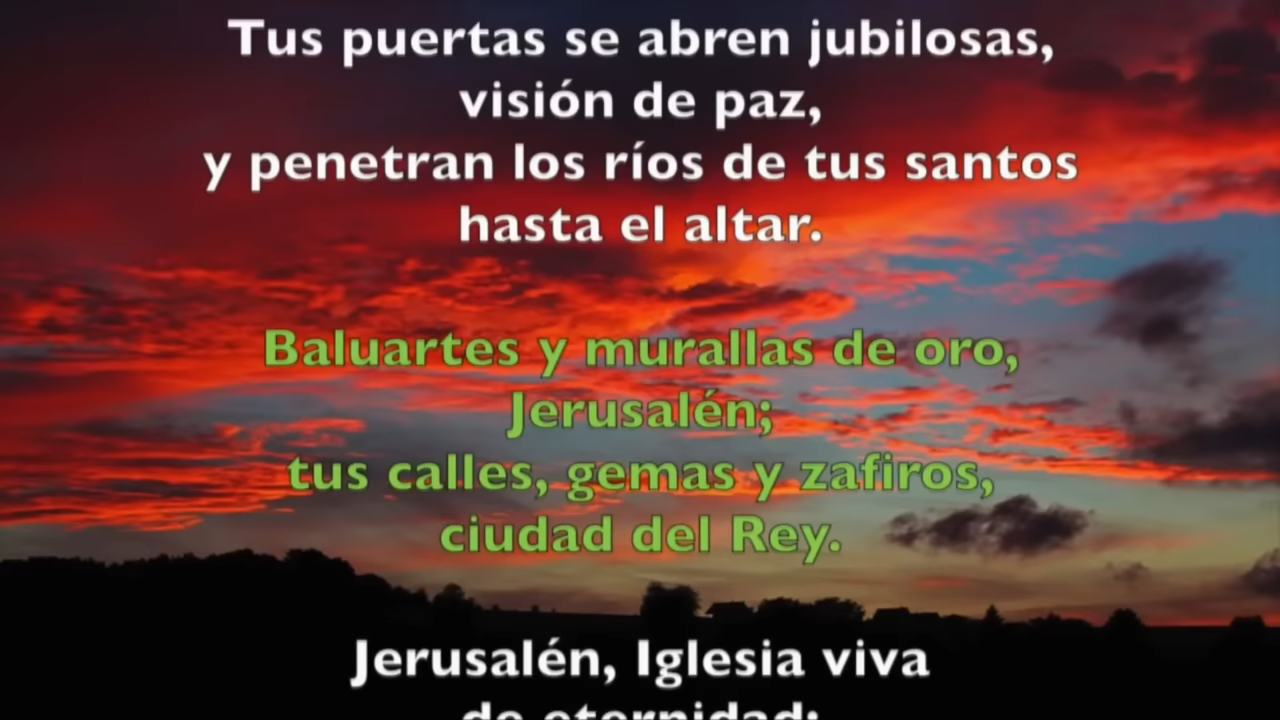 Tus puertas se abren jubilosas,
visión de paz,
y penetran los ríos de tus santos
hasta el altar.
Baluartes y murallas de oro,
Jerusalén;
tus calles, gemas y zafiros,
ciudad del Rey.
Jerusalén, Iglesia viva
de eternidad;